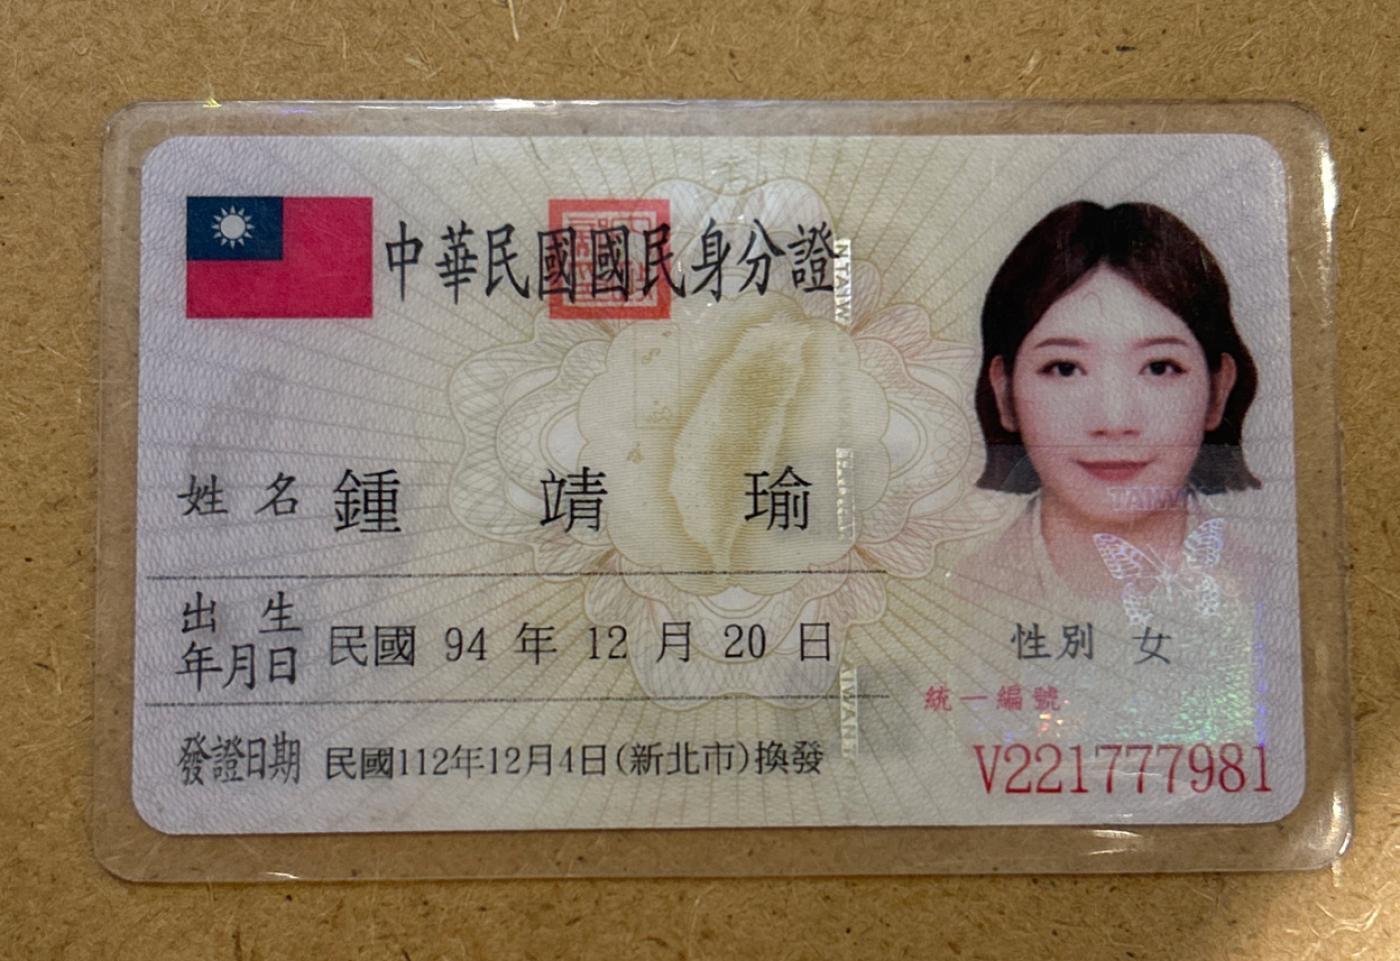 中華民國國民身分證
姓名 鍾靖瑜
出生年月日 民國 94 年 12 月 20 日
性別 女
發證日期 民國112年12月4日(新北市)換發
統一編號
V221777981
TAIWAN